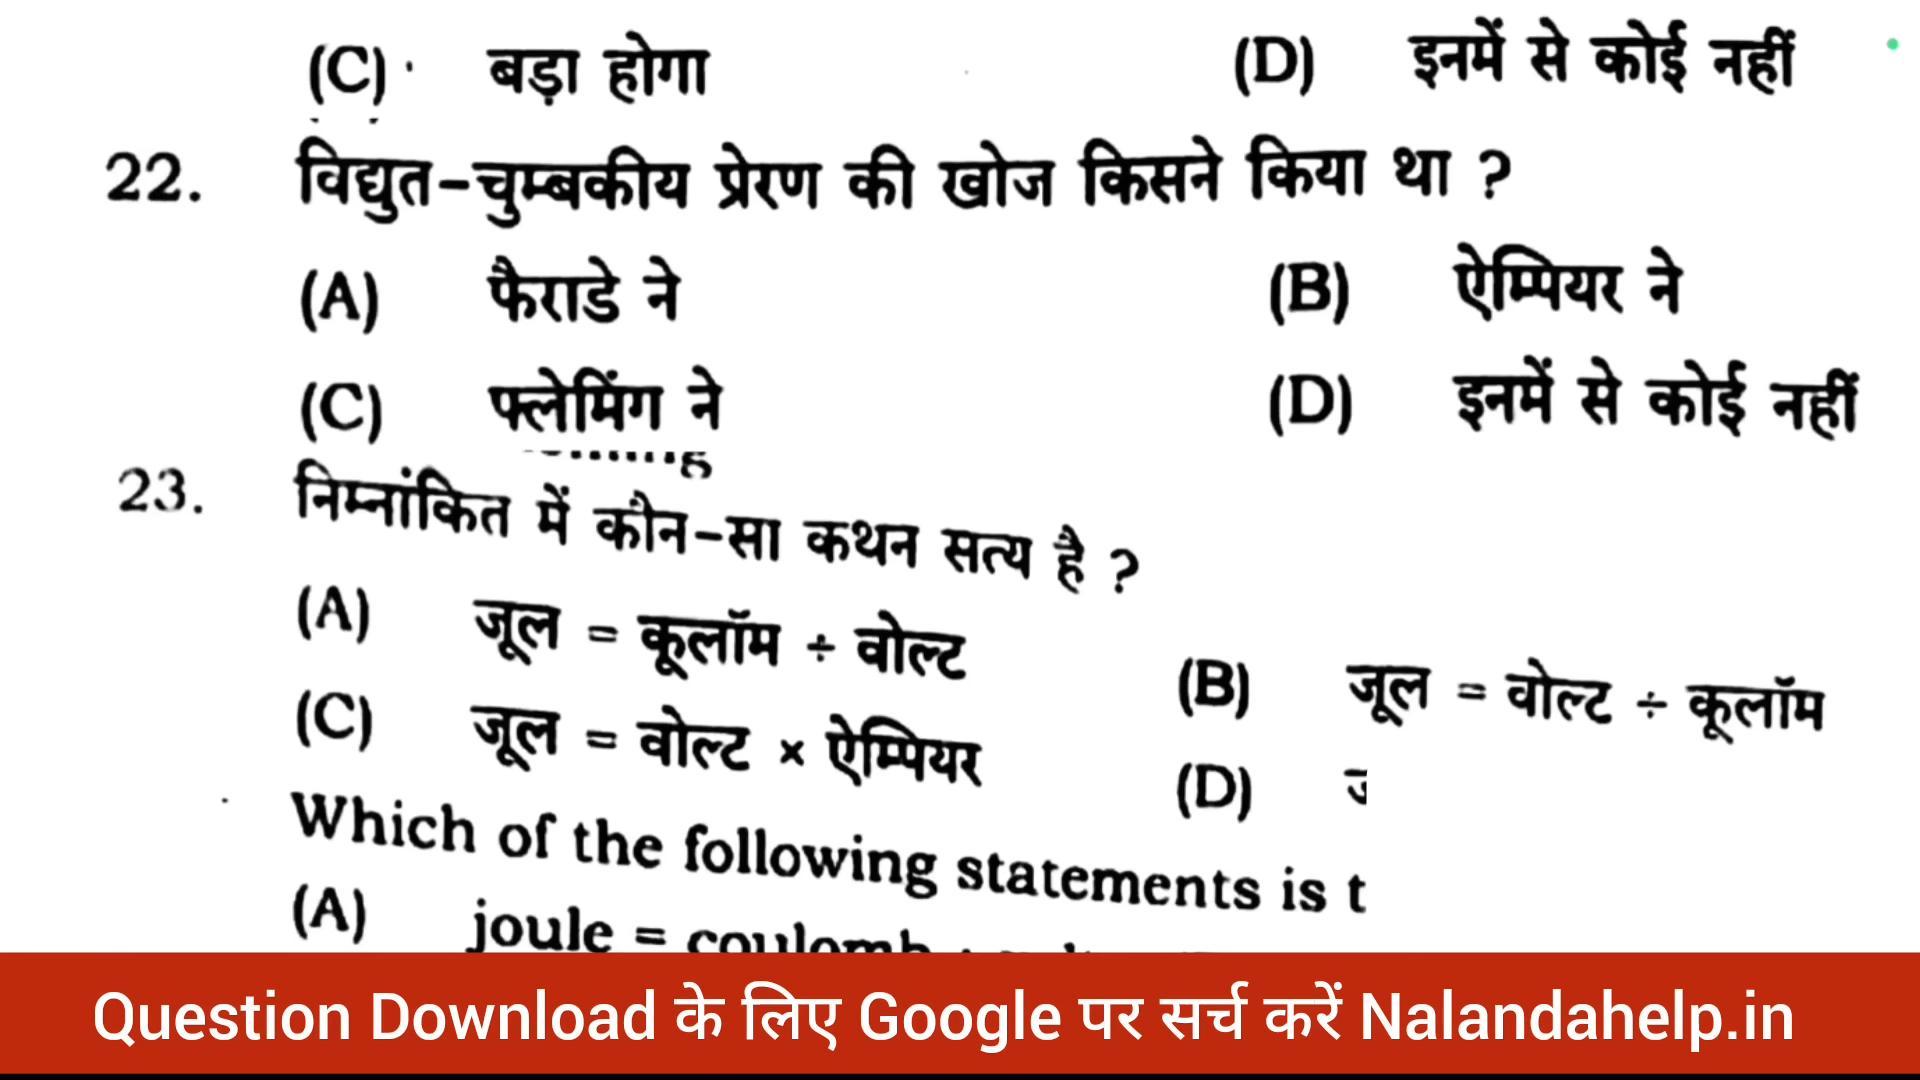 (C) बड़ा होगा (D) इनमें से कोई नहीं
22. विद्युत-चुम्बकीय प्रेरण की खोज किसने किया था ?
(A) फैराडे ने (B) ऐम्पियर ने
(C) फ्लेमिंग ने (D) इनमें से कोई नहीं
23. निम्नांकित में कौन-सा कथन सत्य है ?
(A) जूल = कूलॉम ÷ वोल्ट (B) जूल = वोल्ट ÷ कूलॉम
(C) जूल = वोल्ट × ऐम्पियर (D)
Which of the following statements is t
(A) joule = coulomb
Question Download के लिए Google पर सर्च करें Nalandahelp.in